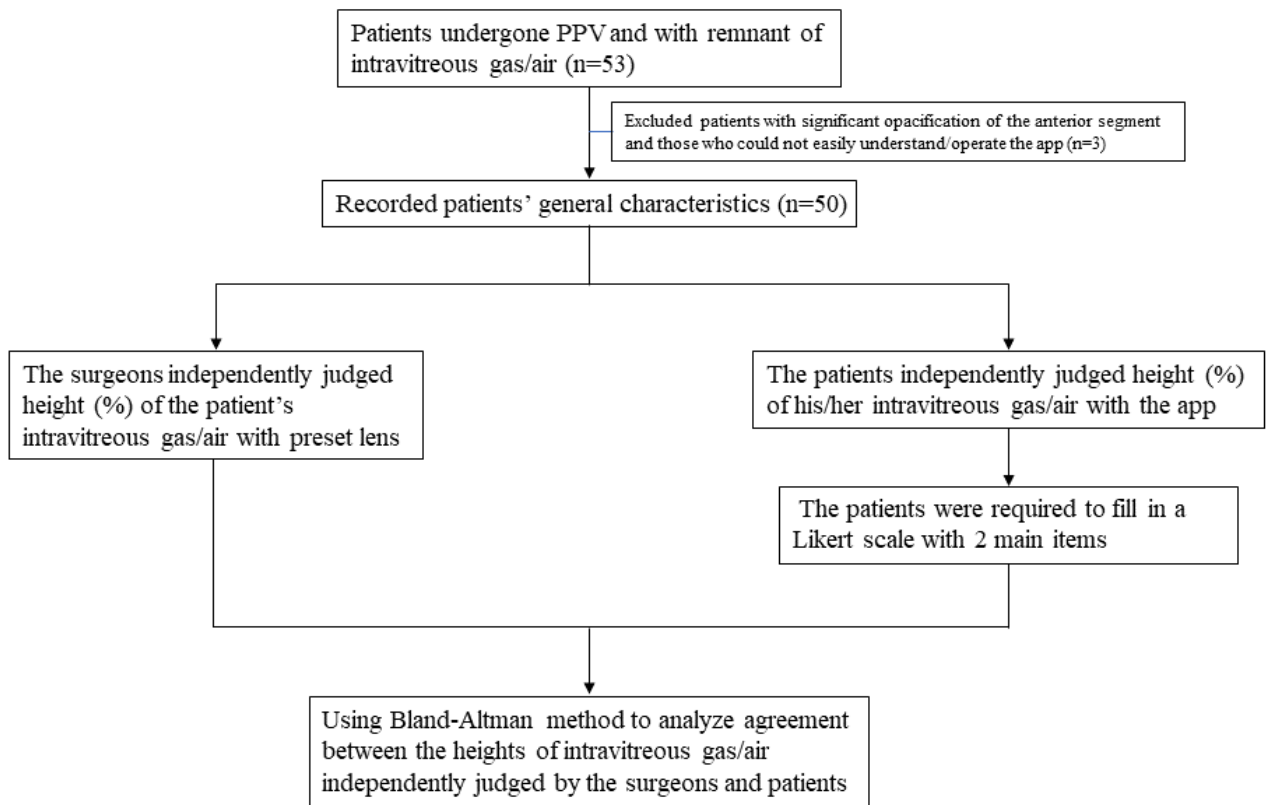 Patients undergone PPV and with remnant of
intravitreous gas/air (n=53)
Excluded patients with significant opacification of the anterior segment
and those who could not easily understand/operate the app (n=3)
Recorded patients’ general characteristics (n=50)
The surgeons independently judged
height (%) of the patient’s
intravitreous gas/air with preset lens
The patients independently judged height (%)
of his/her intravitreous gas/air with the app
The patients were required to fill in a
Likert scale with 2 main items
Using Bland-Altman method to analyze agreement
between the heights of intravitreous gas/air
independently judged by the surgeons and patients